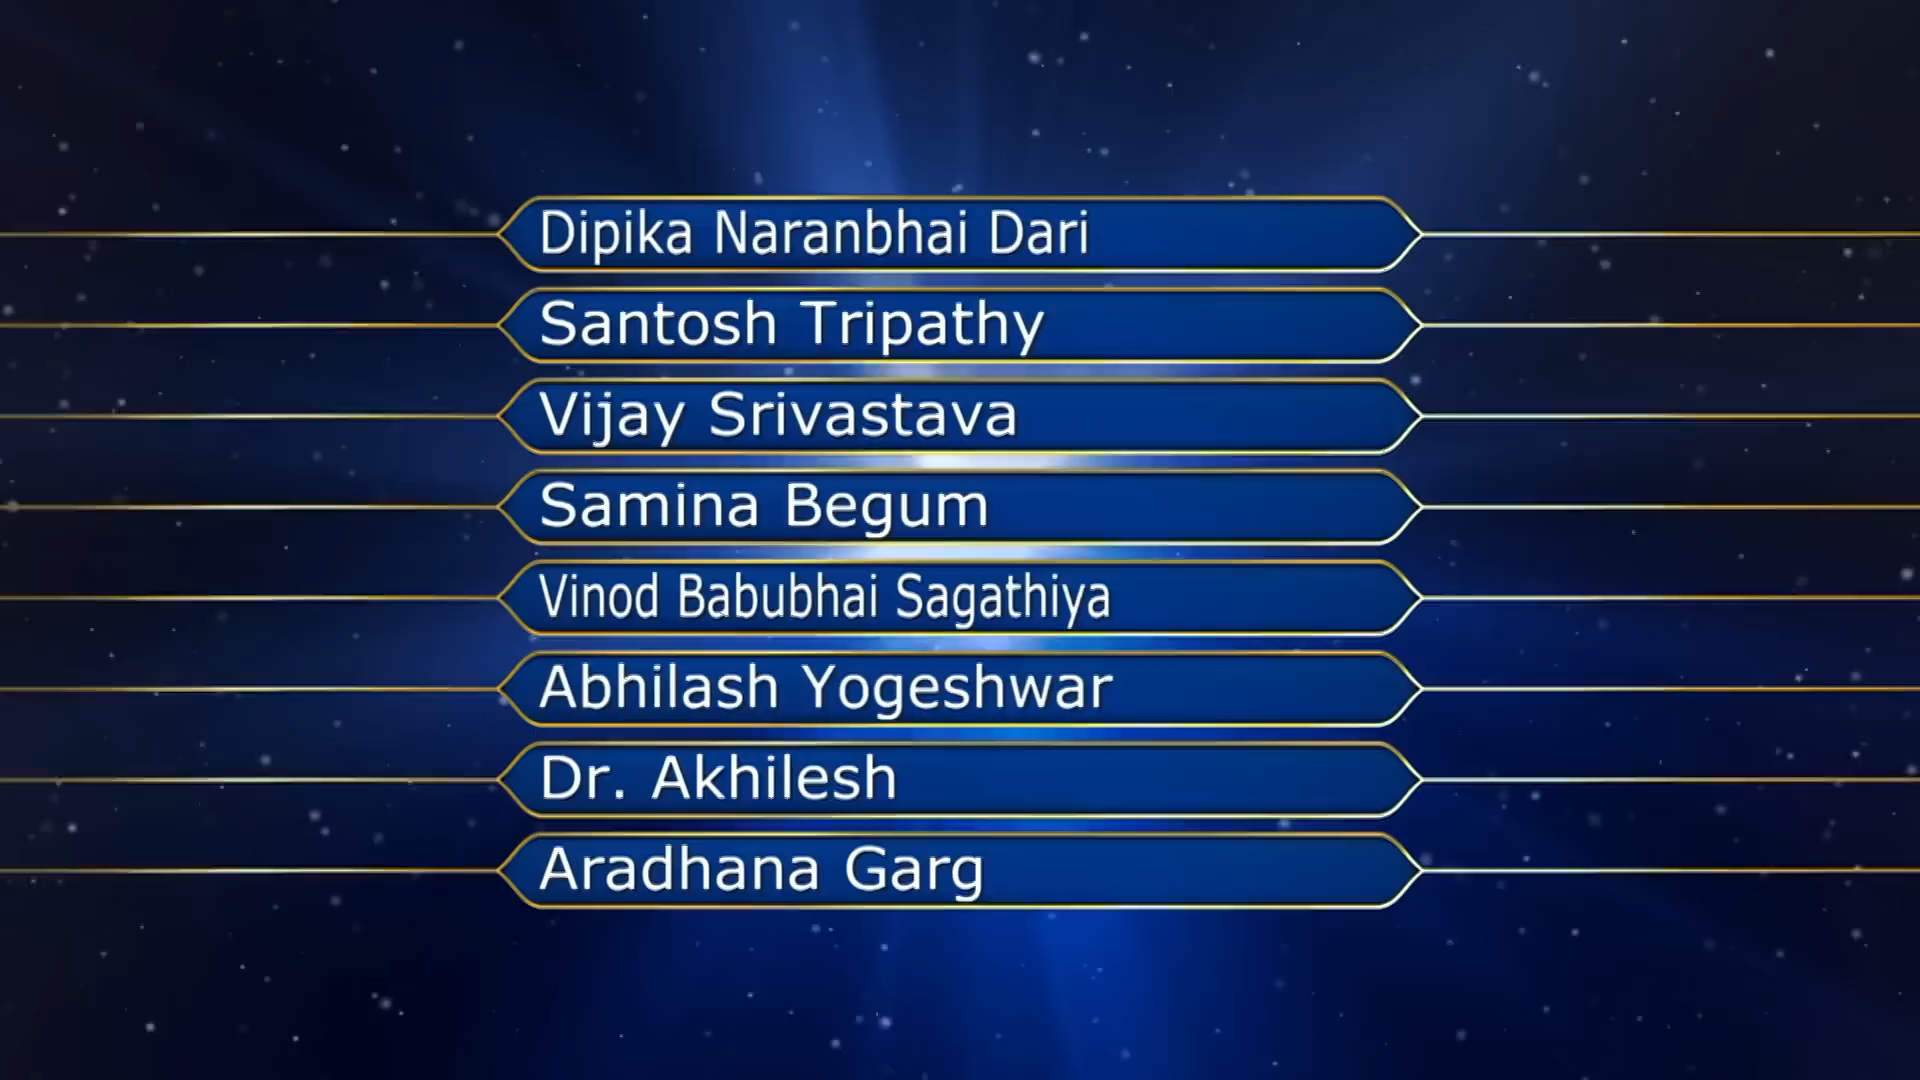 Dipika Naranbhai Dari
Santosh Tripathy
Vijay Srivastava
Samina Begum
Vinod Babubhai Sagathiya
Abhilash Yogeshwar
Dr. Akhilesh
Aradhana Garg